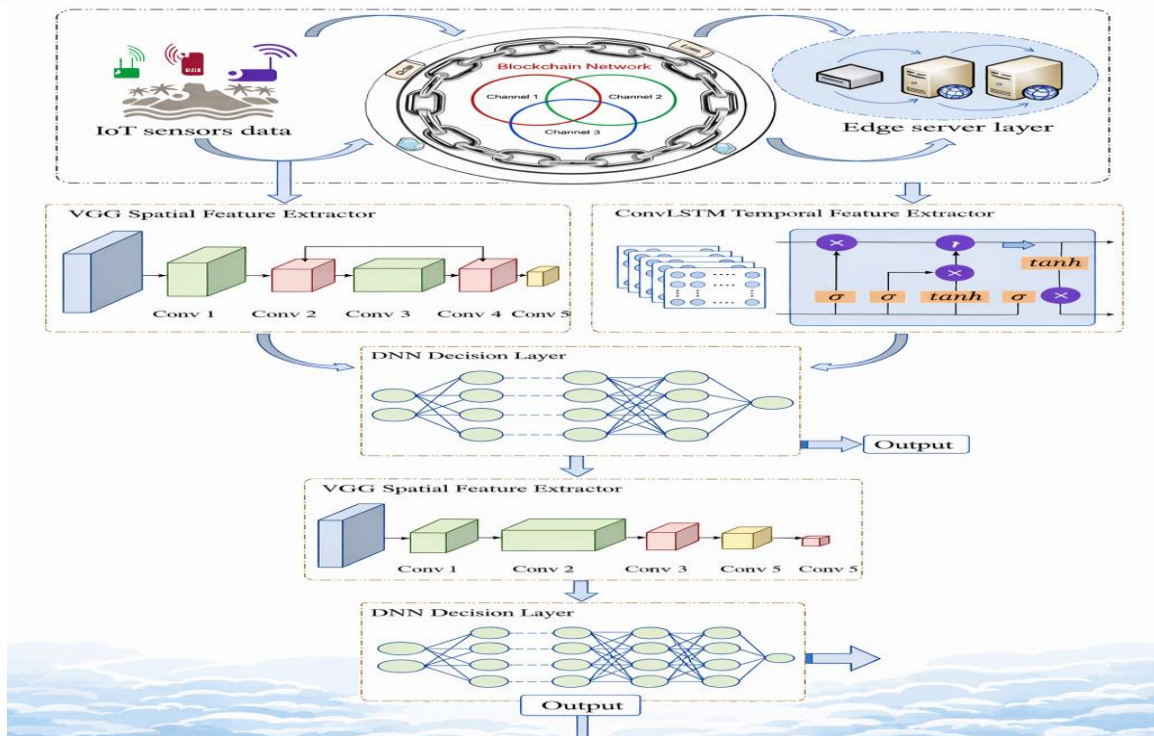 Blockchain Network
Channel 1
Channel 2
Channel 3
IoT sensors data
Edge server layer
VGG Spatial Feature Extractor
Conv 1
Conv 2
Conv 3
Conv 4
Conv 5
ConvLSTM Temporal Feature Extractor
tanh
σ
σ
tanh
σ
DNN Decision Layer
Output
VGG Spatial Feature Extractor
Conv 1
Conv 2
Conv 3
Conv 5
Conv 5
DNN Decision Layer
Output